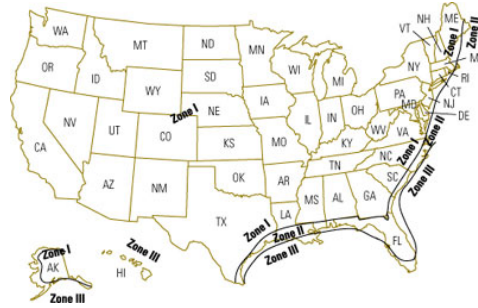 WA
MT
ND
MN
VT
NH
ME
Zone I
Zone II
OR
ID
SD
WI
MI
NY
M
RI
CT
WY
Zone I
NE
IA
PA
NJ
MD
DE
NV
UT
CO
KS
IL
IN
OH
WV
VA
Zone II
CA
MO
KY
NC
Zone I
Zone III
AZ
NM
OK
AR
TN
SC
TX
LA
MS
AL
GA
Zone I
Zone II
Zone III
FL
Zone I
AK
Zone III
Zone III
HI